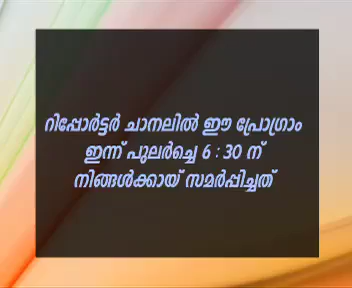 റിപ്പോർട്ടർ ചാനലിൽ ഈ പ്രോഗ്രാം
ഇന്ന് പുലർച്ചെ 6 : 30 ന്
നിങ്ങൾക്കായ് സമർപ്പിച്ചത്